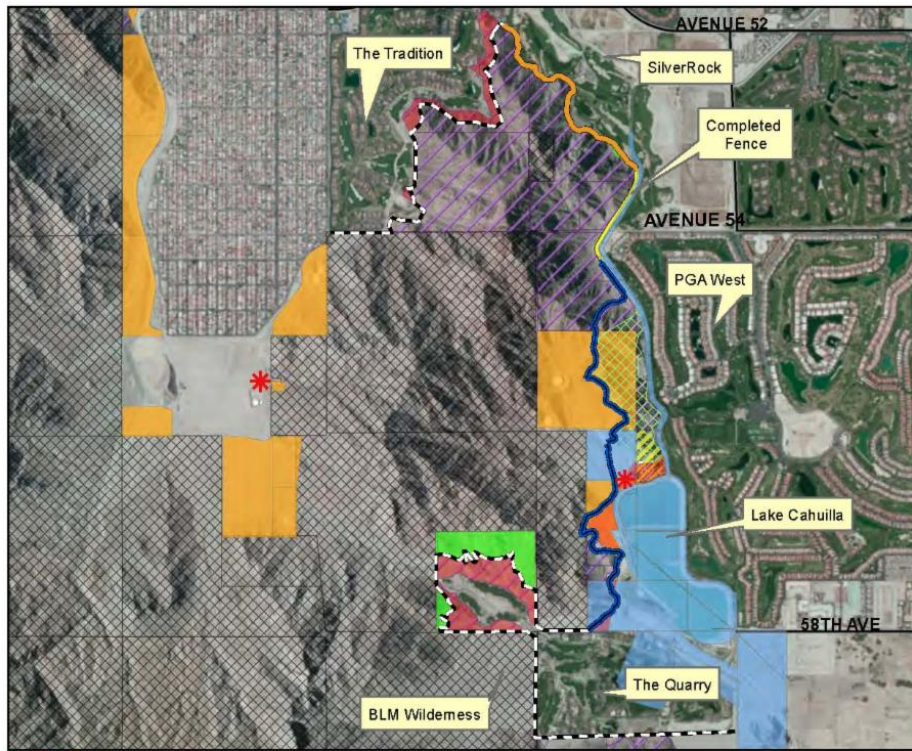 AVENUE 52
The Tradition
SilverRock
Completed
Fence
AVENUE 54
PGA West
Lake Cahuilla
58TH AVE
The Quarry
BLM Wilderness